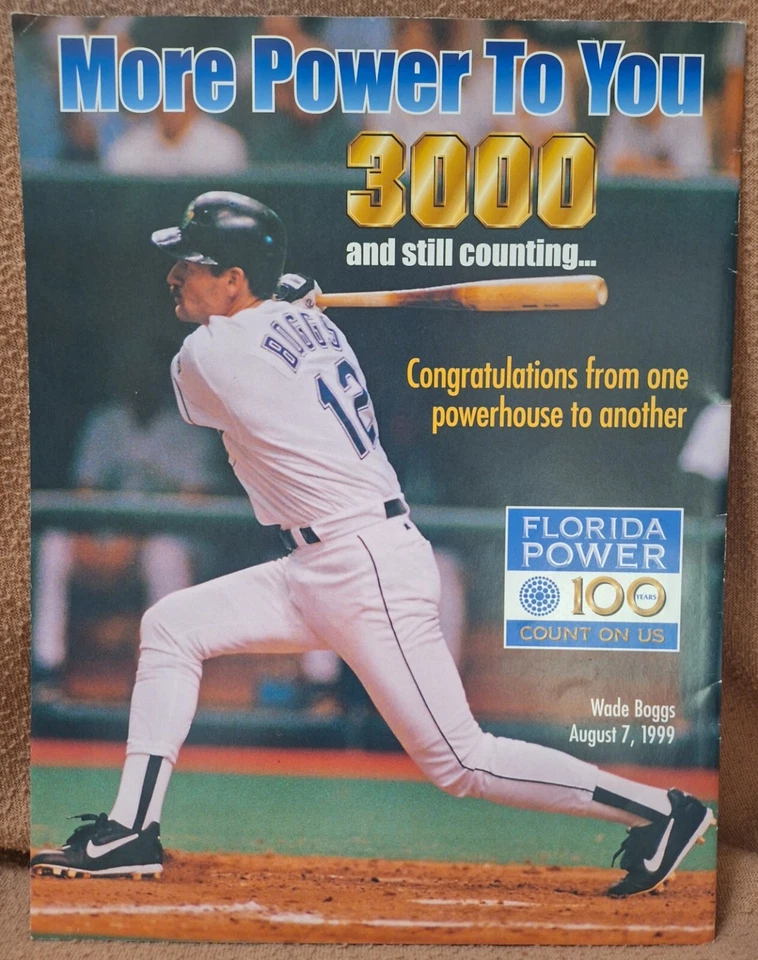 More Power To You
3000
and still counting...
BOGGS
12
Congratulations from one
powerhouse to another
FLORIDA
POWER
100 YEARS
COUNT ON US
Wade Boggs
August 7, 1999